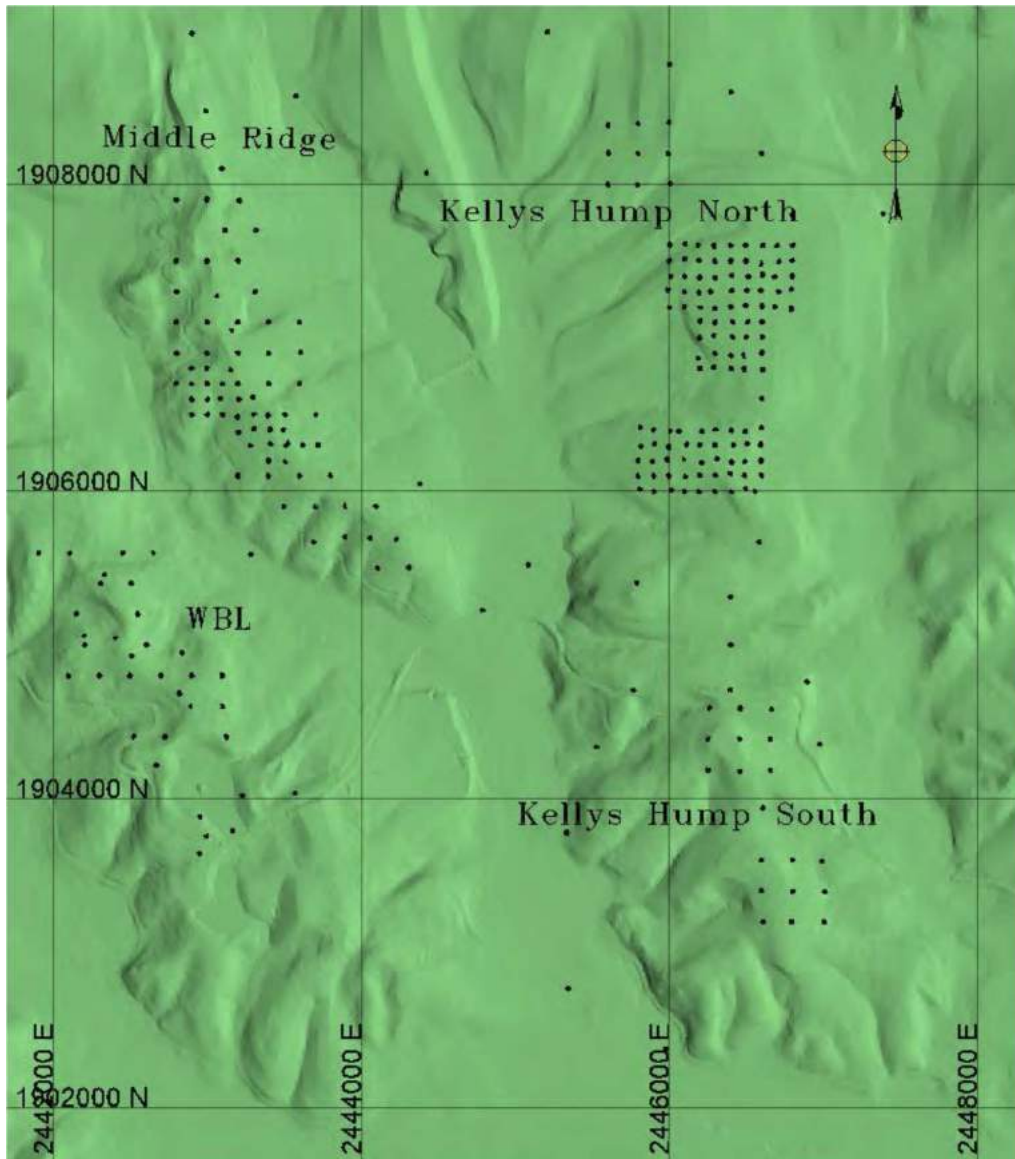 Middle Ridge
1908000 N
Kellys Hump North
1906000 N
WBL
1904000 N
Kellys Hump South
1902000 N
2442000 E
2444000 E
2446000 E
2448000 E